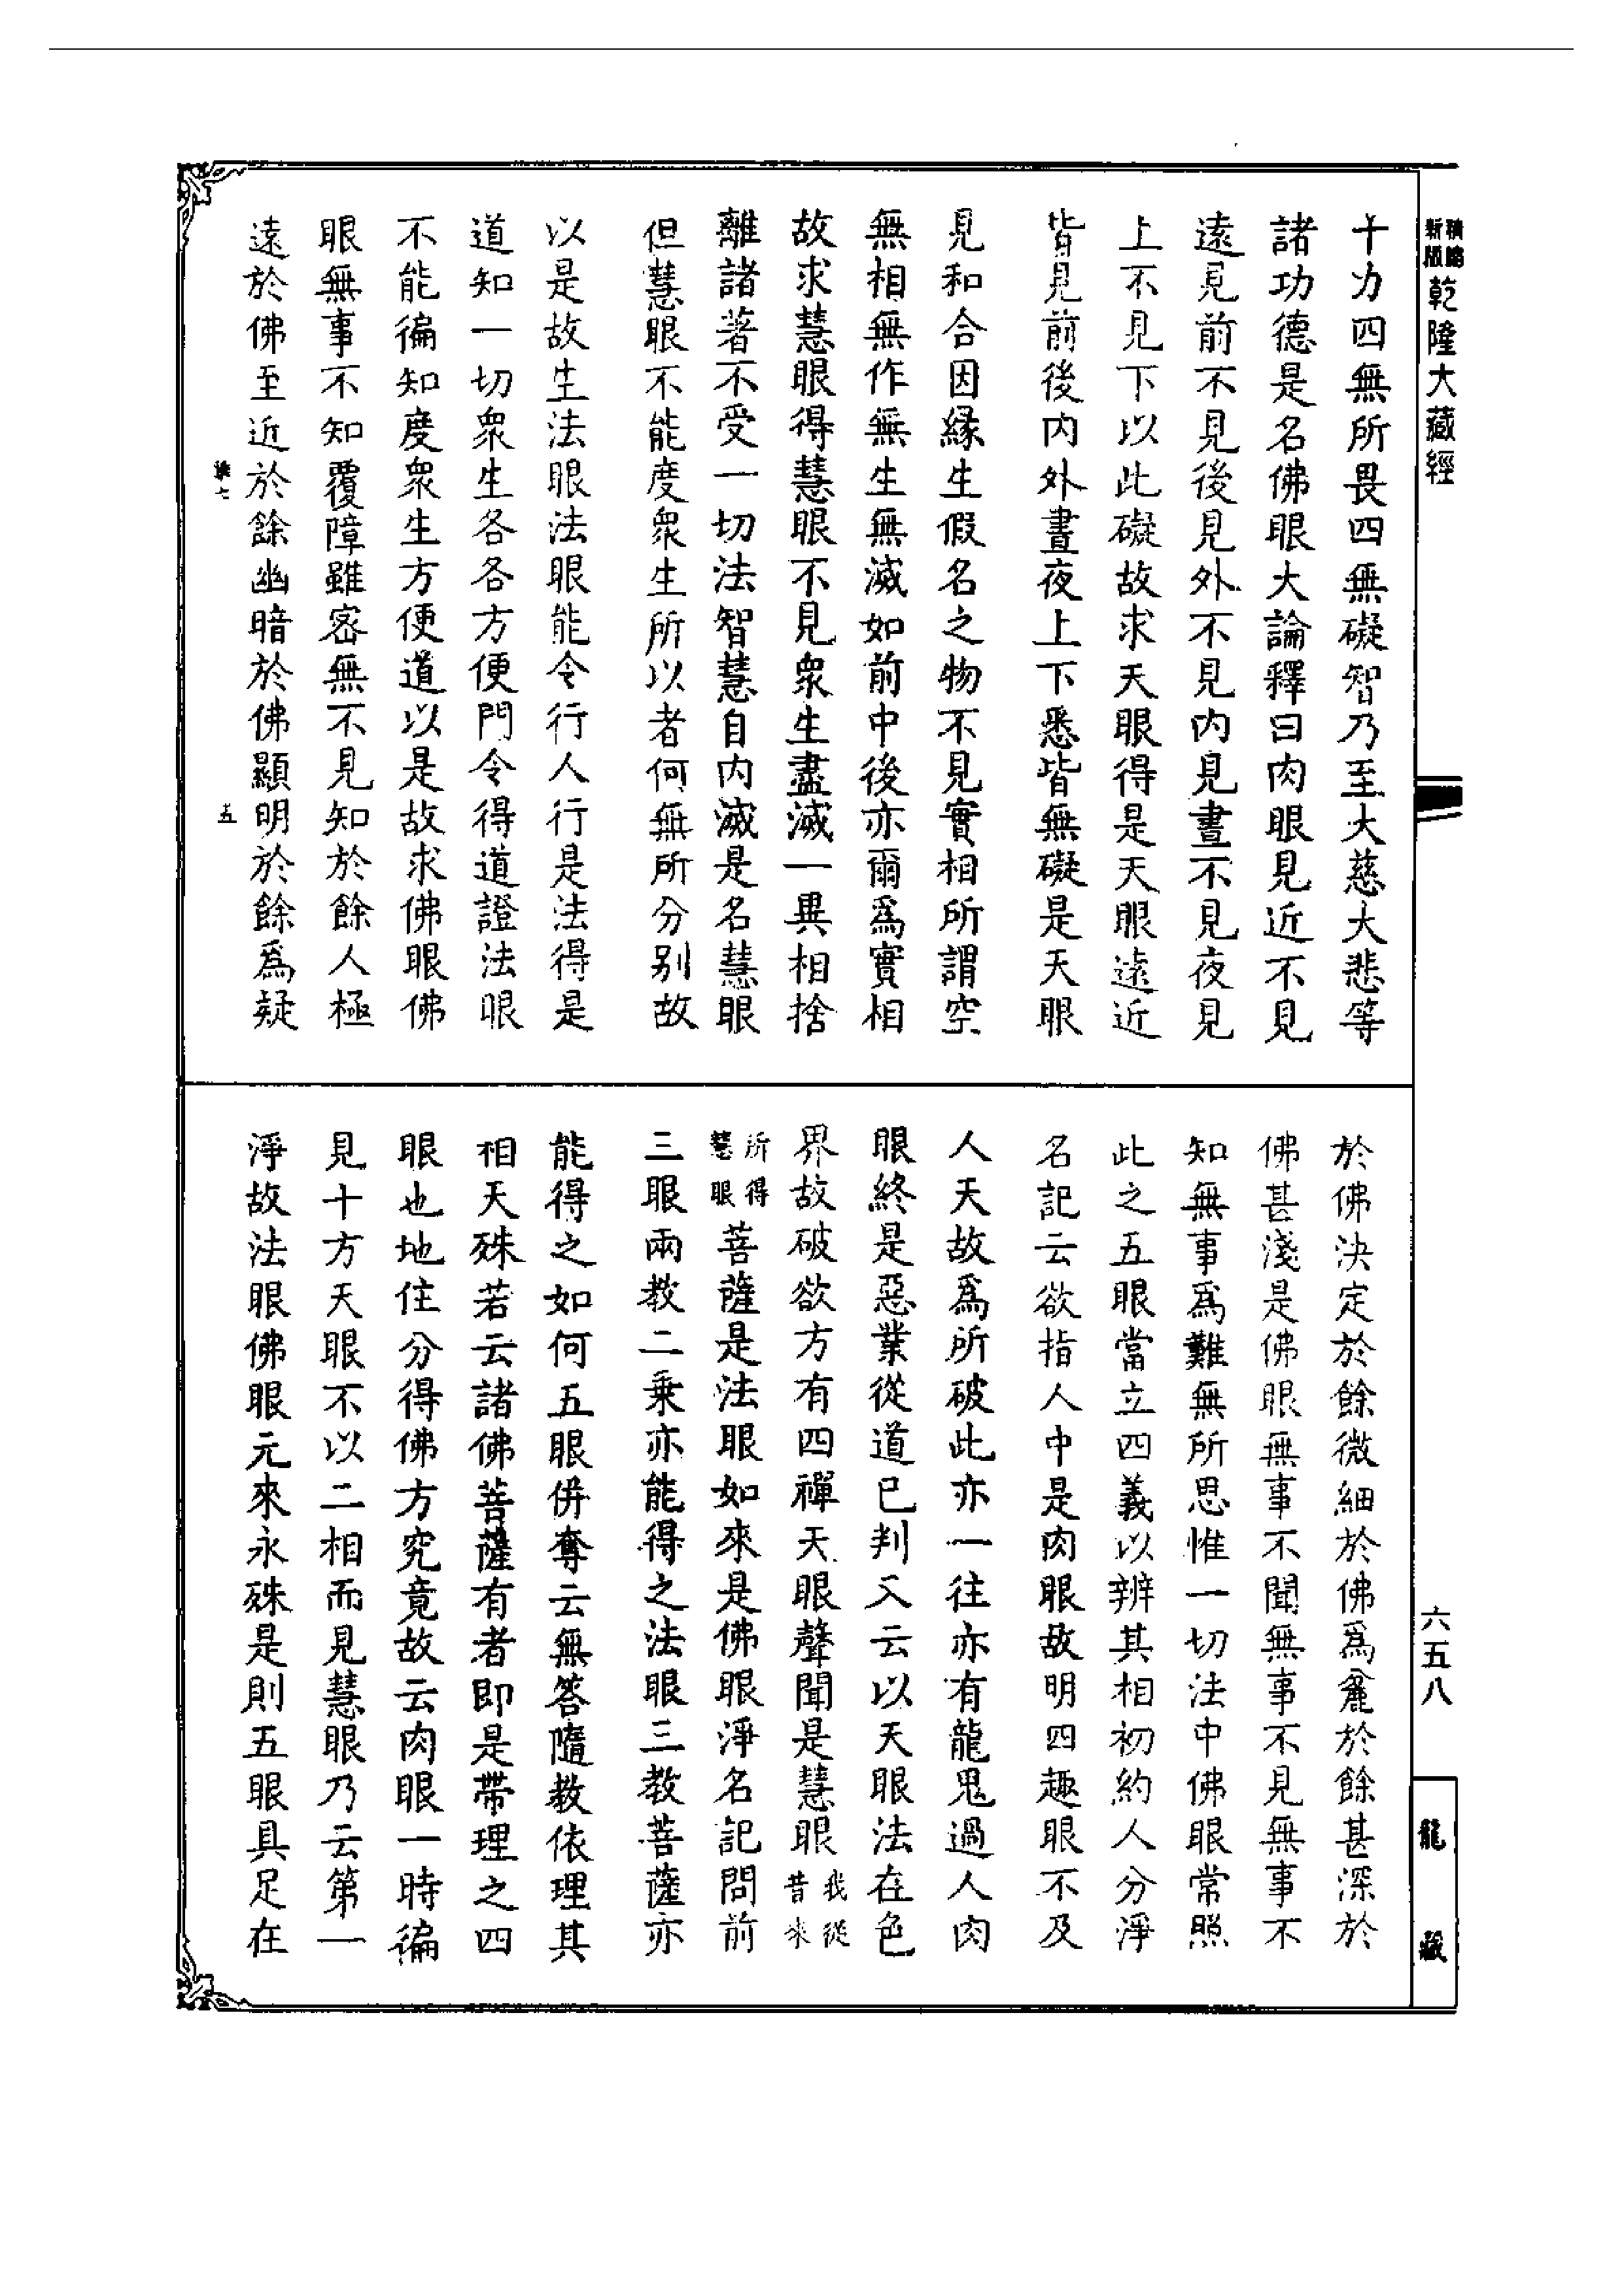 新版
乾隆大藏經
十力四無所畏四無礙智乃至大慈大悲等
諸功德是名佛眼大論釋曰肉眼見近不見
遠見前不見後見外不見內見晝不見夜見
上不見下以此礙故求天眼得是天眼遠近
皆見前後內外晝夜上下悉皆無礙是天眼
見和合因緣生假名之物不見實相所謂空
無相無作無生無滅如前中後亦爾爲實相
故求慧眼得慧眼不見衆生盡滅一異相捨
離諸著不受一切法智慧自內滅是名慧眼
但慧眼不能度衆生所以者何無所分別故
以是故生法眼法眼能令行人行是法得是
道知一切衆生各各方便門令得道證法眼
不能徧知度衆生方便道以是故求佛眼佛
眼無事不知覆障雖密無不見知於餘人極
遠於佛至近於餘幽暗於佛顯明於餘爲疑
七
五
於佛決定於餘微細於佛爲麤於餘甚深於
佛甚淺是佛眼無事不聞無事不見無事不
知無事爲難無所思惟一切法中佛眼常照
此之五眼當立四義以辨其相初約人分淨
名記云欲指人中是肉眼故明四趣眼不及
人天故爲所破此亦一往亦有龍鬼過人肉
眼終是惡業從道已判又云以天眼法在色
界故破欲方有四禪天眼聲聞是慧眼我從昔來
所得慧眼菩薩是法眼如來是佛眼淨名記問前
三眼兩教二乘亦能得之法眼三教菩薩亦
能得之如何五眼併奪云無答隨教依理其
相天殊若云諸佛菩薩有者即是帶理之四
眼也地住分得佛方究竟故云肉眼一時徧
見十方天眼不以二相而見慧眼乃云第一
淨故法眼佛眼元來永殊是則五眼具足在
六五八
龍藏